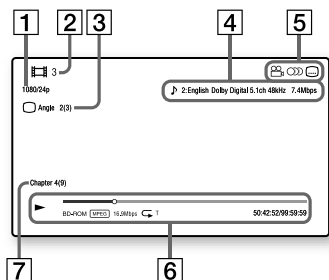 1 2 3 4 5
3
1080/24p
2:English Dolby Digital 5.1ch 48kHz 7.4Mbps
Angle 2(3)
Chapter 4(9)
BD-ROM MPEG 16.9Mbps T 50:42:52/99:59:59
7 6